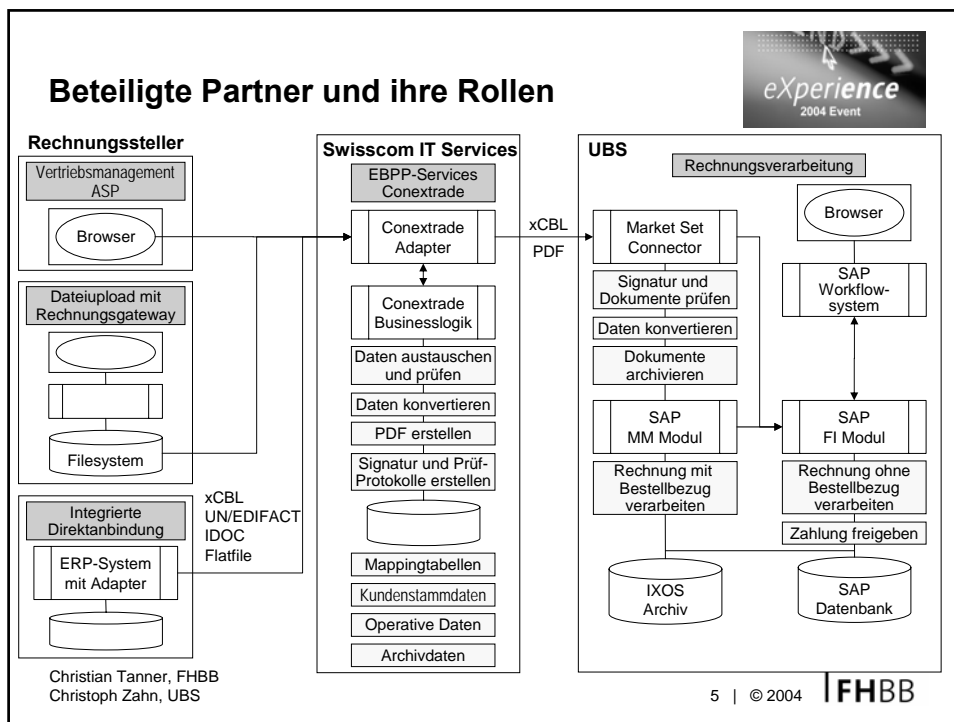 Beteiligte Partner und ihre Rollen
eXperience
2004 Event
Rechnungssteller
Vertriebsmanagement
ASP
Browser
Dateiupload mit
Rechnungsgateway
Filesystem
Integrierte
Direktanbindung
ERP-System
mit Adapter
xCBL
UN/EDIFACT
IDOC
Flatfile
Swisscom IT Services
EBPP-Services
Conextrade
Conextrade
Adapter
Conextrade
Businesslogik
Daten austauschen
und prüfen
Daten konvertieren
PDF erstellen
Signatur und Prüf-
Protokolle erstellen
Mappingtabellen
Kundenstammdaten
Operative Daten
Archivdaten
xCBL
PDF
UBS
Rechnungsverarbeitung
Market Set
Connector
Signatur und
Dokumente prüfen
Daten konvertieren
Dokumente
archivieren
SAP
MM Modul
Rechnung mit
Bestellbezug
verarbeiten
IXOS
Archiv
Browser
SAP
Workflow-
system
SAP
FI Modul
Rechnung ohne
Bestellbezug
verarbeiten
Zahlung freigeben
SAP
Datenbank
Christian Tanner, FHBB
Christoph Zahn, UBS
5 | © 2004
FHBB